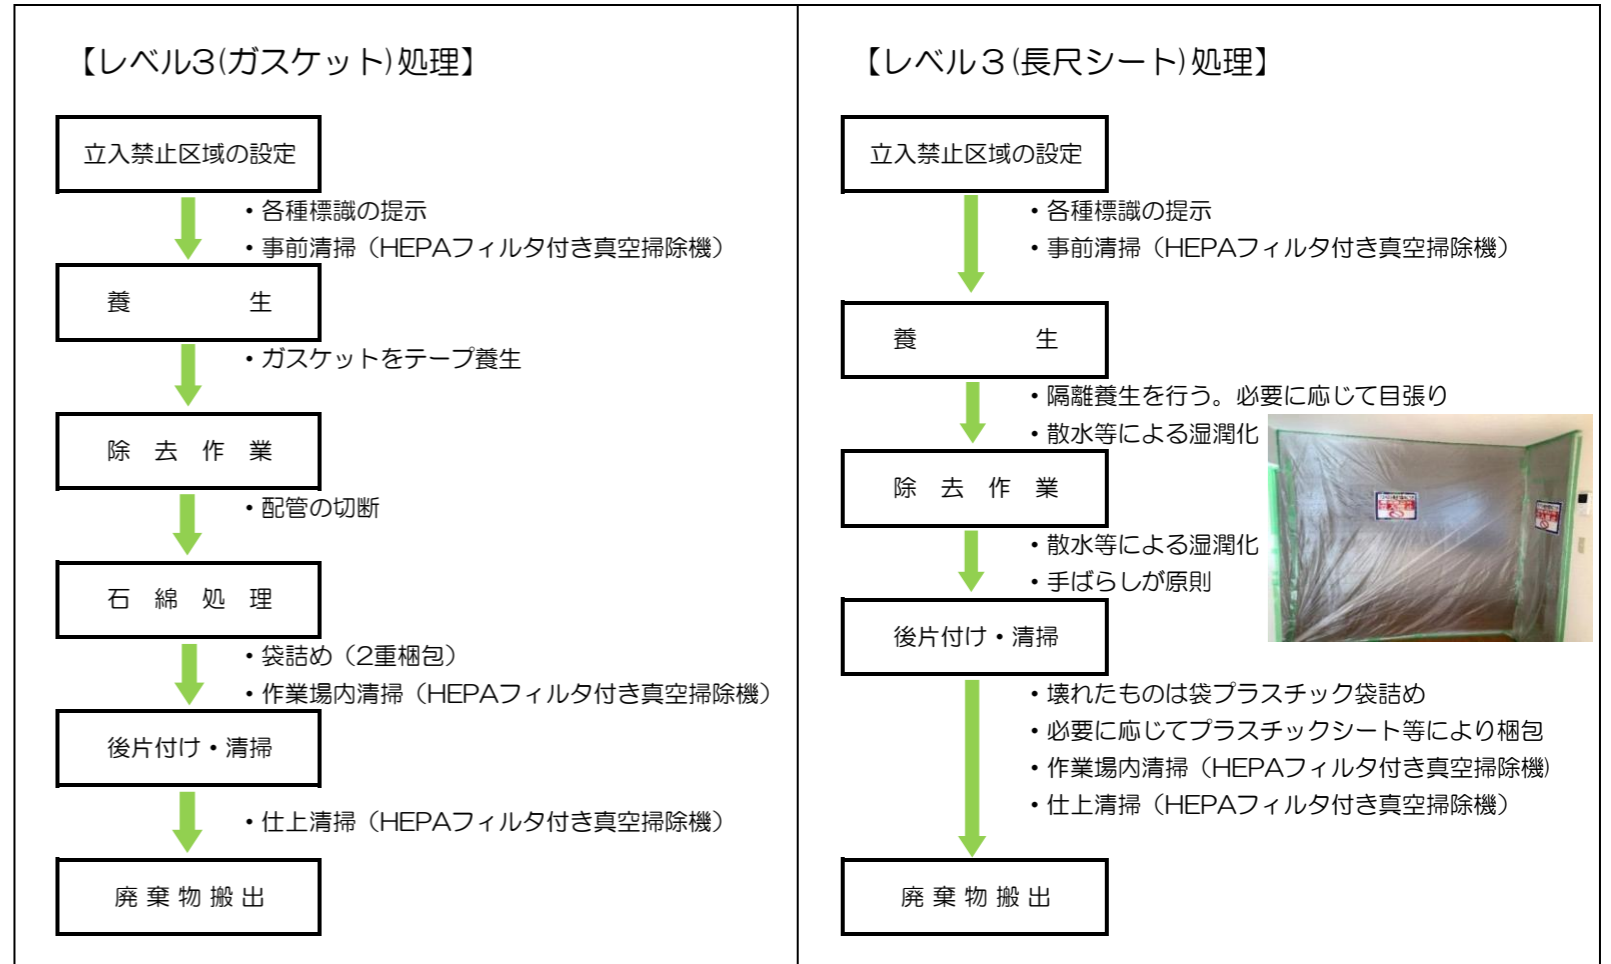 【レベル3(ガスケット)処理】
立入禁止区域の設定
・各種標識の提示
・事前清掃（HEPAフィルタ付き真空掃除機）
養　　　　　生
・ガスケットをテープ養生
除　去　作　業
・配管の切断
石　綿　処　理
・袋詰め（2重梱包）
・作業場内清掃（HEPAフィルタ付き真空掃除機）
後片付け・清掃
・仕上清掃（HEPAフィルタ付き真空掃除機）
廃 棄 物 搬 出
【レベル３(長尺シート)処理】
立入禁止区域の設定
・各種標識の提示
・事前清掃（HEPAフィルタ付き真空掃除機）
養　　　　　生
・隔離養生を行う。必要に応じて目張り
・散水等による湿潤化
除　去　作　業
・散水等による湿潤化
・手ばらしが原則
後片付け・清掃
・壊れたものは袋プラスチック袋詰め
・必要に応じてプラスチックシート等により梱包
・作業場内清掃（HEPAフィルタ付き真空掃除機)
・仕上清掃（HEPAフィルタ付き真空掃除機）
廃 棄 物 搬 出